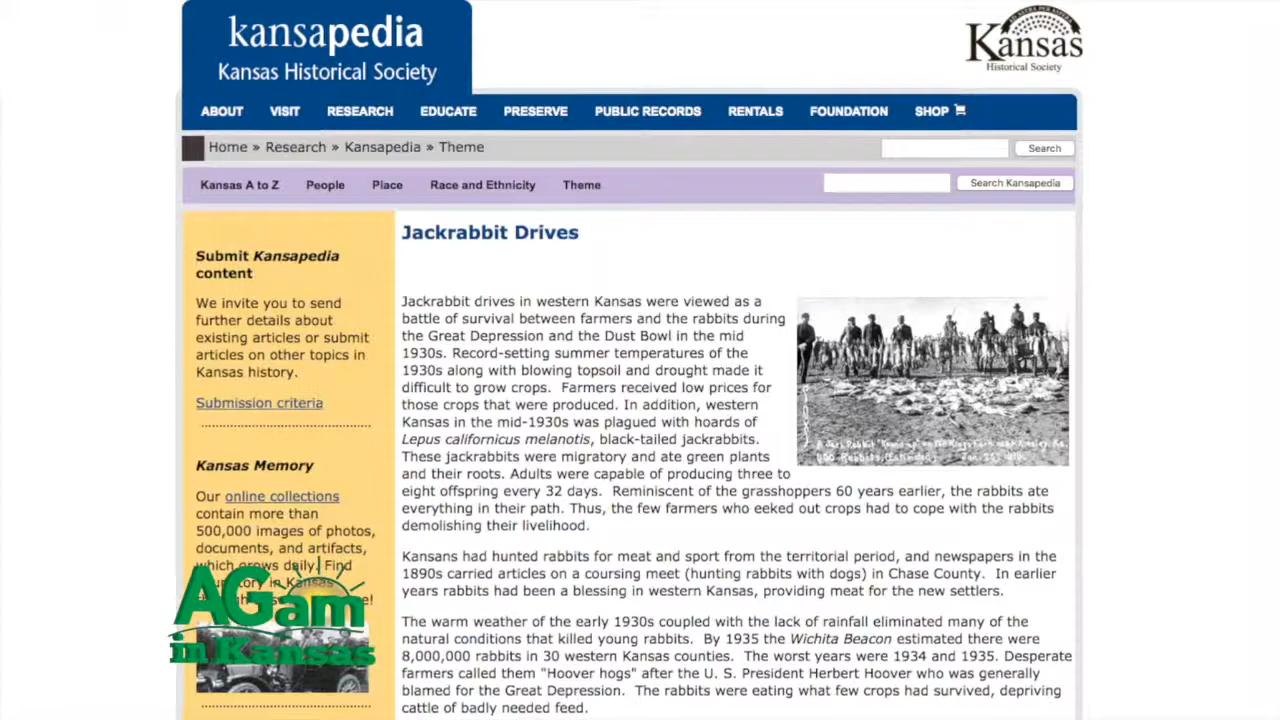 kansapedia
Kansas Historical Society
Kansas
Historical Society
ABOUT VISIT RESEARCH EDUCATE PRESERVE PUBLIC RECORDS RENTALS FOUNDATION SHOP
Home » Research » Kansapedia » Theme
Search
Kansas A to Z People Place Race and Ethnicity Theme
Search Kansapedia
Submit Kansapedia
content
We invite you to send
further details about
existing articles or submit
articles on other topics in
Kansas history.
Submission criteria
Kansas Memory
Our online collections
contain more than
500,000 images of photos,
documents, and artifacts,
which grows daily. Find
in Kansas
AGam
in Kansas
Jackrabbit Drives
Jackrabbit drives in western Kansas were viewed as a
battle of survival between farmers and the rabbits during
the Great Depression and the Dust Bowl in the mid
1930s. Record-setting summer temperatures of the
1930s along with blowing topsoil and drought made it
difficult to grow crops. Farmers received low prices for
those crops that were produced. In addition, western
Kansas in the mid-1930s was plagued with hoards of
Lepus californicus melanotis, black-tailed jackrabbits.
These jackrabbits were migratory and ate green plants
and their roots. Adults were capable of producing three to
eight offspring every 32 days. Reminiscent of the grasshoppers 60 years earlier, the rabbits ate
everything in their path. Thus, the few farmers who eeked out crops had to cope with the rabbits
demolishing their livelihood.
Kansans had hunted rabbits for meat and sport from the territorial period, and newspapers in the
1890s carried articles on a coursing meet (hunting rabbits with dogs) in Chase County. In earlier
years rabbits had been a blessing in western Kansas, providing meat for the new settlers.
The warm weather of the early 1930s coupled with the lack of rainfall eliminated many of the
natural conditions that killed young rabbits. By 1935 the Wichita Beacon estimated there were
8,000,000 rabbits in 30 western Kansas counties. The worst years were 1934 and 1935. Desperate
farmers called them "Hoover hogs" after the U. S. President Herbert Hoover who was generally
blamed for the Great Depression. The rabbits were eating what few crops had survived, depriving
cattle of badly needed feed.